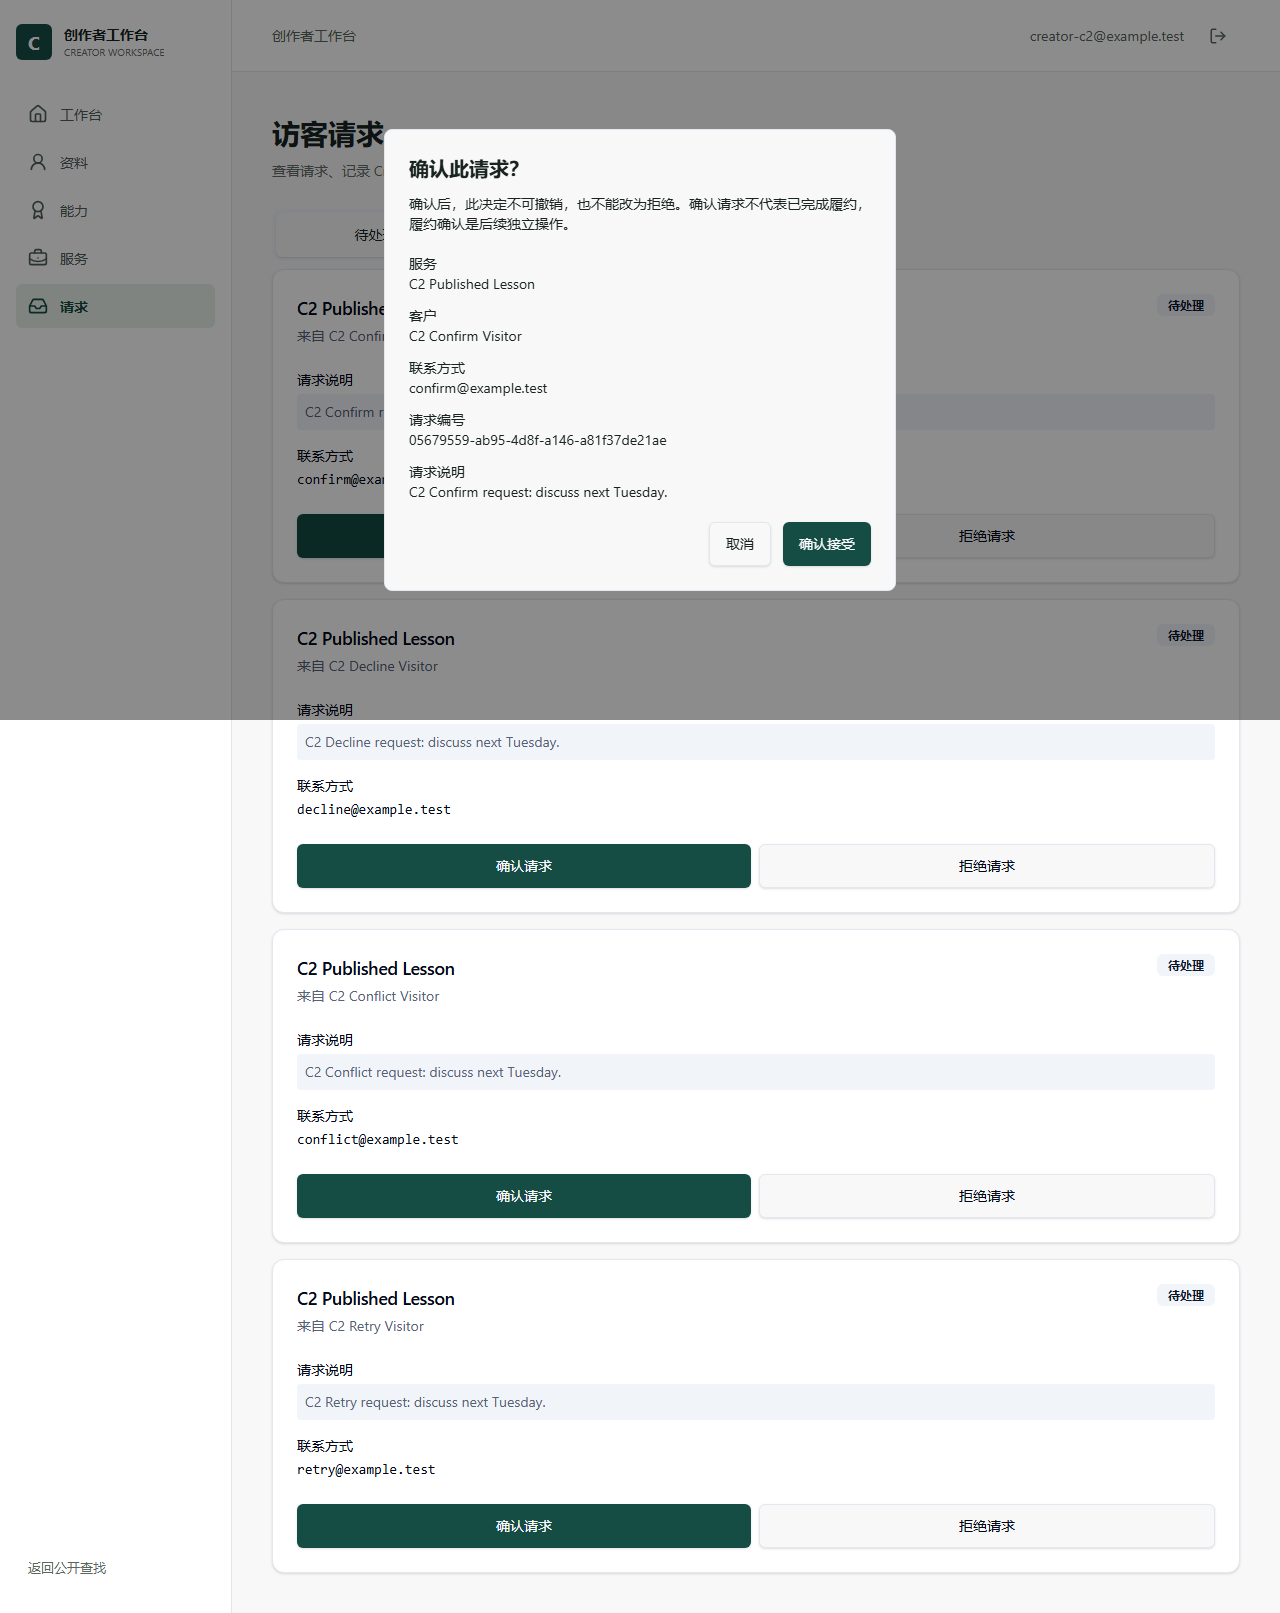 C
创作者工作台
CREATOR WORKSPACE
工作台
资料
能力
服务
请求
返回公开查找
创作者工作台
creator-c2@example.test
访客请求
查看请求、记录 C
待处
C2 Publishe
待处理
来自 C2 Confi
请求说明
C2 Confirm r
联系方式
confirm@exa
拒绝请求
确认此请求？
确认后，此决定不可撤销，也不能改为拒绝。确认请求不代表已完成履约，
履约确认是后续独立操作。
服务
C2 Published Lesson
客户
C2 Confirm Visitor
联系方式
confirm@example.test
请求编号
05679559-ab95-4d8f-a146-a81f37de21ae
请求说明
C2 Confirm request: discuss next Tuesday.
取消
确认接受
C2 Published Lesson
待处理
来自 C2 Decline Visitor
请求说明
C2 Decline request: discuss next Tuesday.
联系方式
decline@example.test
确认请求
拒绝请求
C2 Published Lesson
待处理
来自 C2 Conflict Visitor
请求说明
C2 Conflict request: discuss next Tuesday.
联系方式
conflict@example.test
确认请求
拒绝请求
C2 Published Lesson
待处理
来自 C2 Retry Visitor
请求说明
C2 Retry request: discuss next Tuesday.
联系方式
retry@example.test
确认请求
拒绝请求